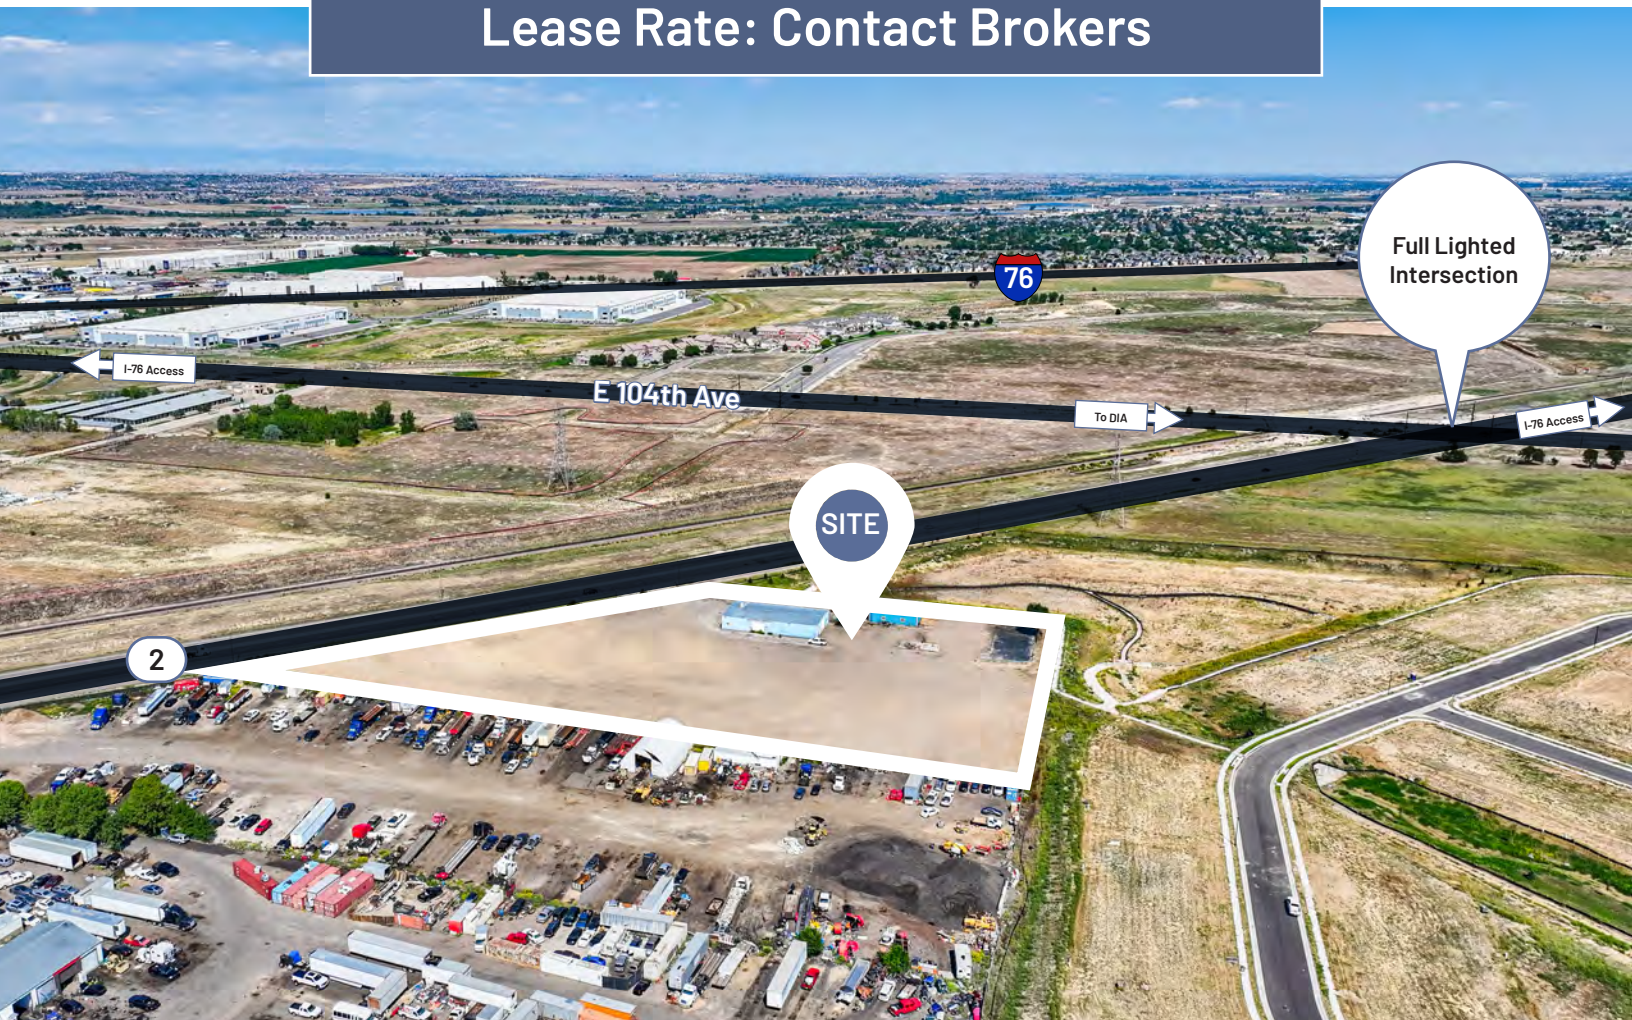 Lease Rate: Contact Brokers
Full Lighted
Intersection
76
I-76 Access
E 104th Ave
To DIA
I-76 Access
SITE
2